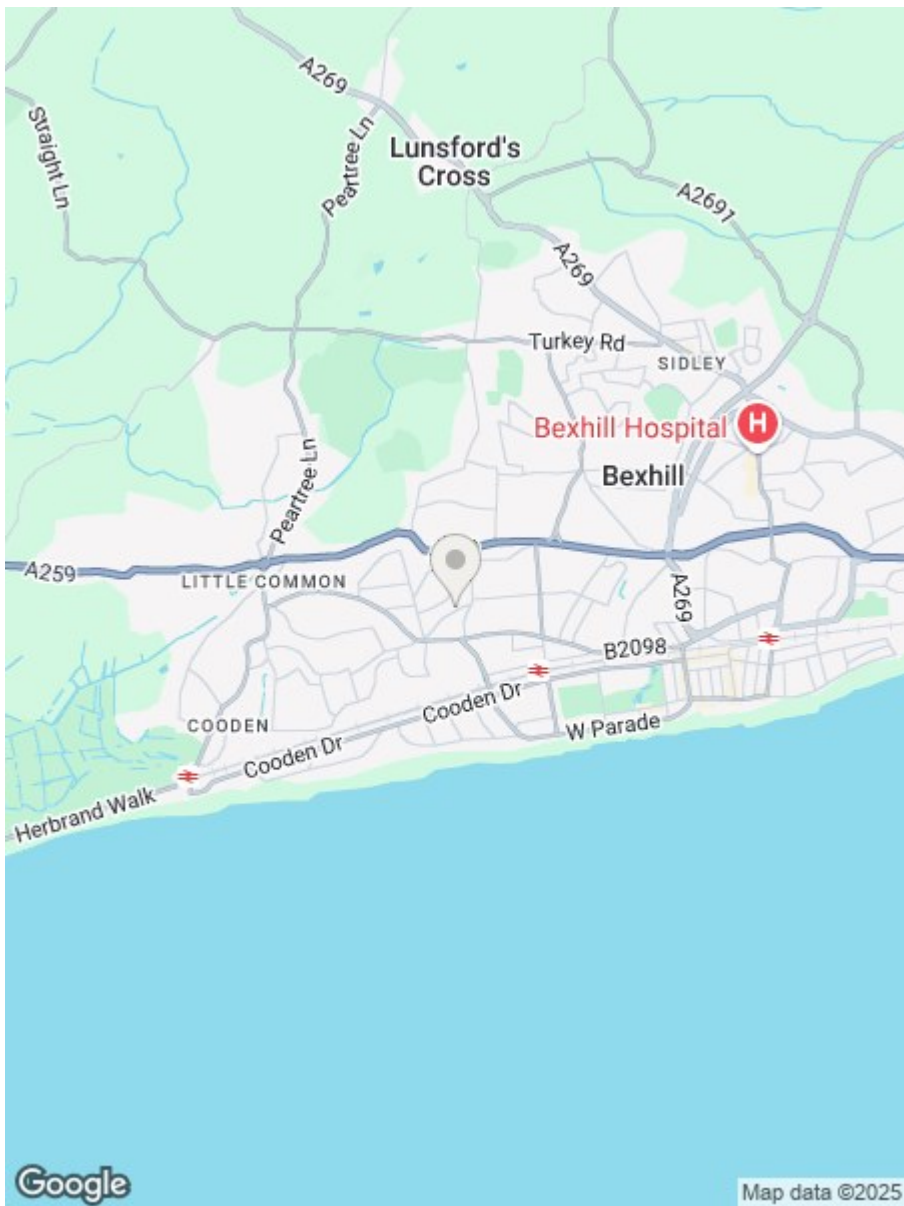 A269
Straight Ln
Peartree Ln
Lunsford's
Cross
A2691
A269
Turkey Rd
SIDLEY
Bexhill Hospital
H
Peartree Ln
Bexhill
A259
LITTLE COMMON
A269
B2098
COODEN
Cooden Dr
W Parade
Cooden Dr
Herbrand Walk
Google
Map data ©2025